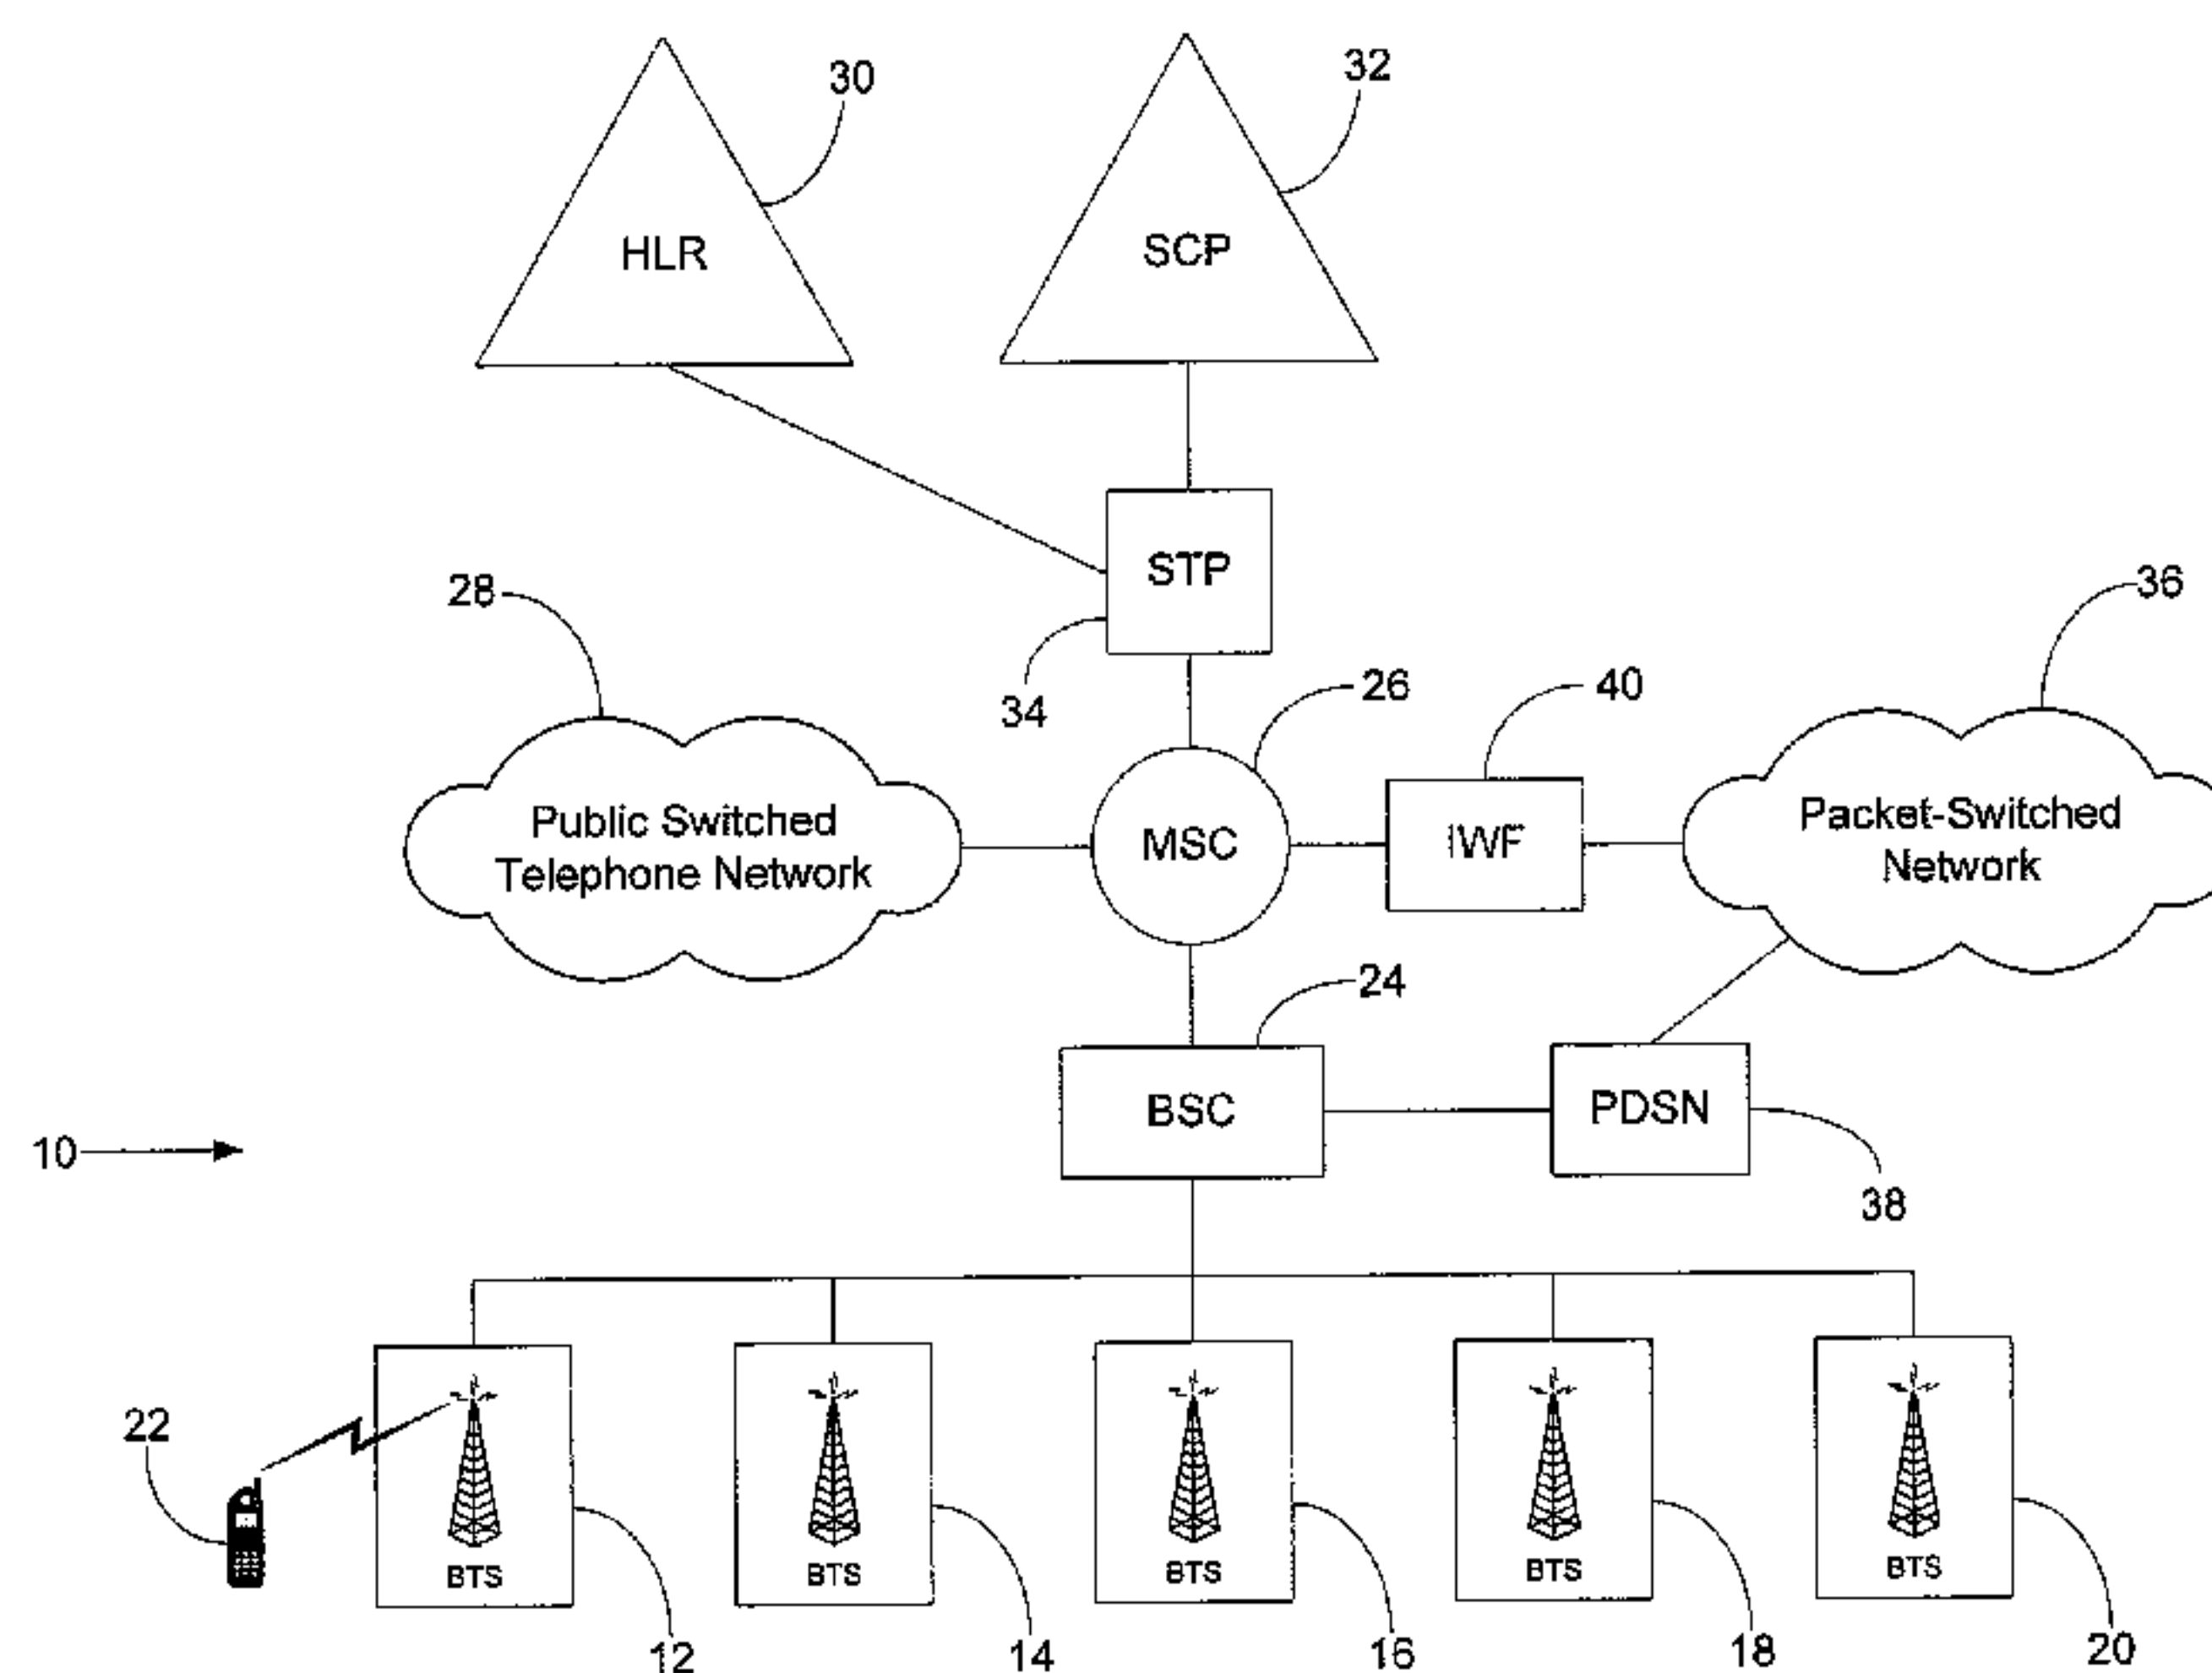 30
32
HLR
SCP
28
STP
36
34
26
40
Public Switched
Telephone Network
MSC
IWF
Packet-Switched
Network
24
BSC
PDSN
10
38
22
BTS
BTS
BTS
BTS
BTS
12
14
16
18
20